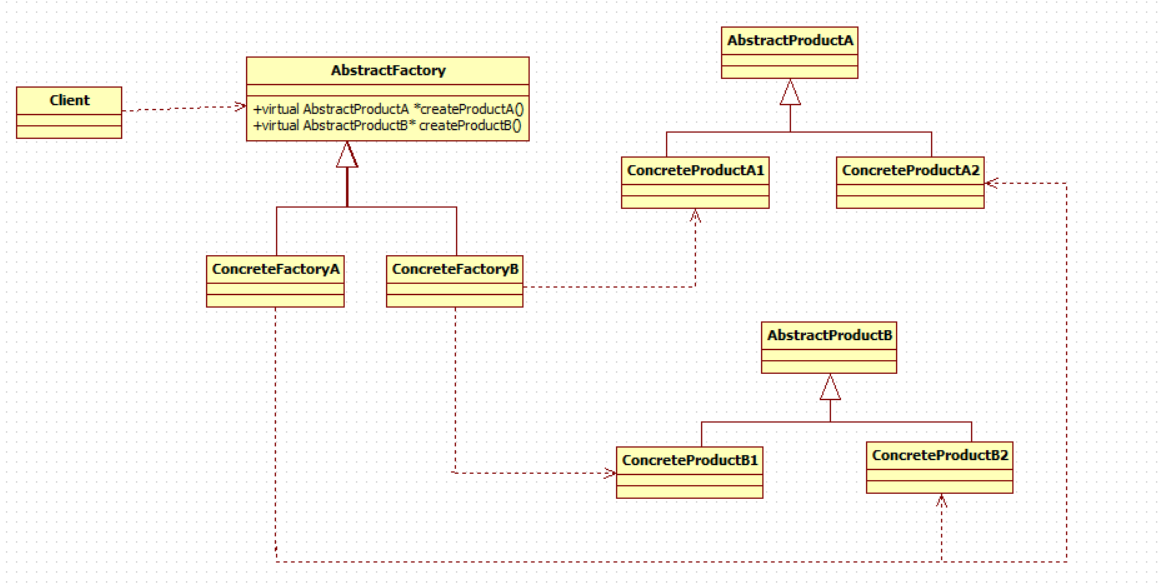 AbstractProductA
AbstractFactory
Client
+virtual AbstractProductA *createProductA()
+virtual AbstractProductB* createProductB()
ConcreteProductA1
ConcreteProductA2
ConcreteFactoryA
ConcreteFactoryB
AbstractProductB
ConcreteProductB1
ConcreteProductB2